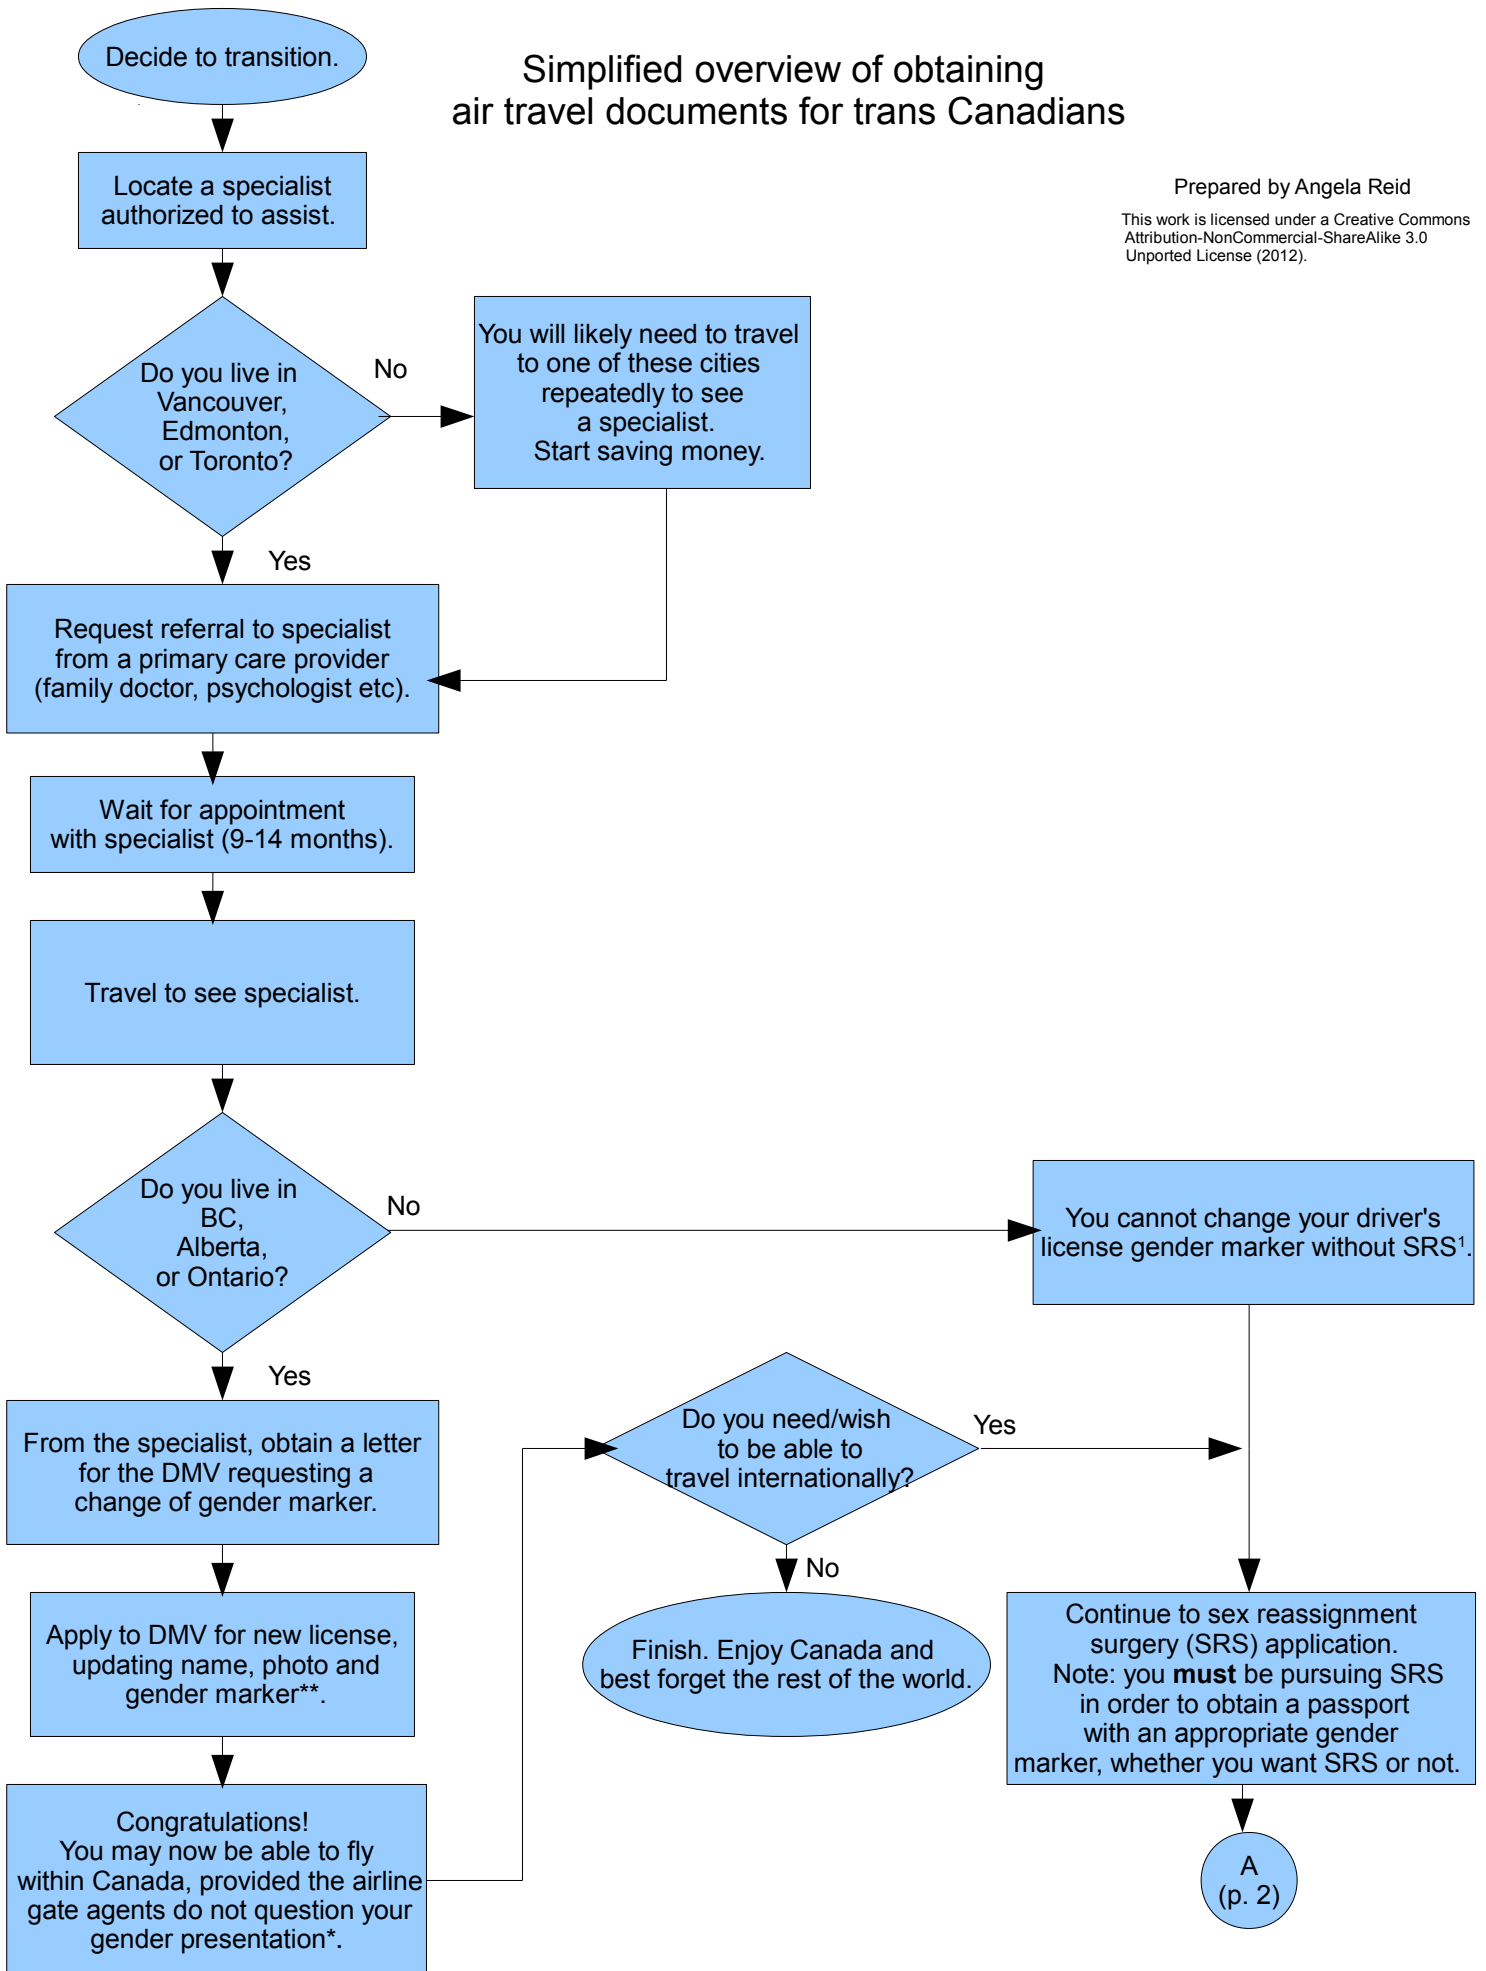 Decide to transition.
Simplified overview of obtaining
air travel documents for trans Canadians
Locate a specialist
authorized to assist.
Prepared by Angela Reid
This work is licensed under a Creative Commons
Attribution-NonCommercial-ShareAlike 3.0
Unported License (2012).
Do you live in
Vancouver,
Edmonton,
or Toronto?
No
You will likely need to travel
to one of these cities
repeatedly to see
a specialist.
Start saving money.
Yes
Request referral to specialist
from a primary care provider
(family doctor, psychologist etc).
Wait for appointment
with specialist (9-14 months).
Travel to see specialist.
Do you live in
BC,
Alberta,
or Ontario?
No
You cannot change your driver's
license gender marker without SRS¹.
Yes
From the specialist, obtain a letter
for the DMV requesting a
change of gender marker.
Do you need/wish
to be able to
travel internationally?
Yes
No
Apply to DMV for new license,
updating name, photo and
gender marker**.
Finish. Enjoy Canada and
best forget the rest of the world.
Continue to sex reassignment
surgery (SRS) application.
Note: you must be pursuing SRS
in order to obtain a passport
with an appropriate gender
marker, whether you want SRS or not.
Congratulations!
You may now be able to fly
within Canada, provided the airline
gate agents do not question your
gender presentation*.
A
(p. 2)